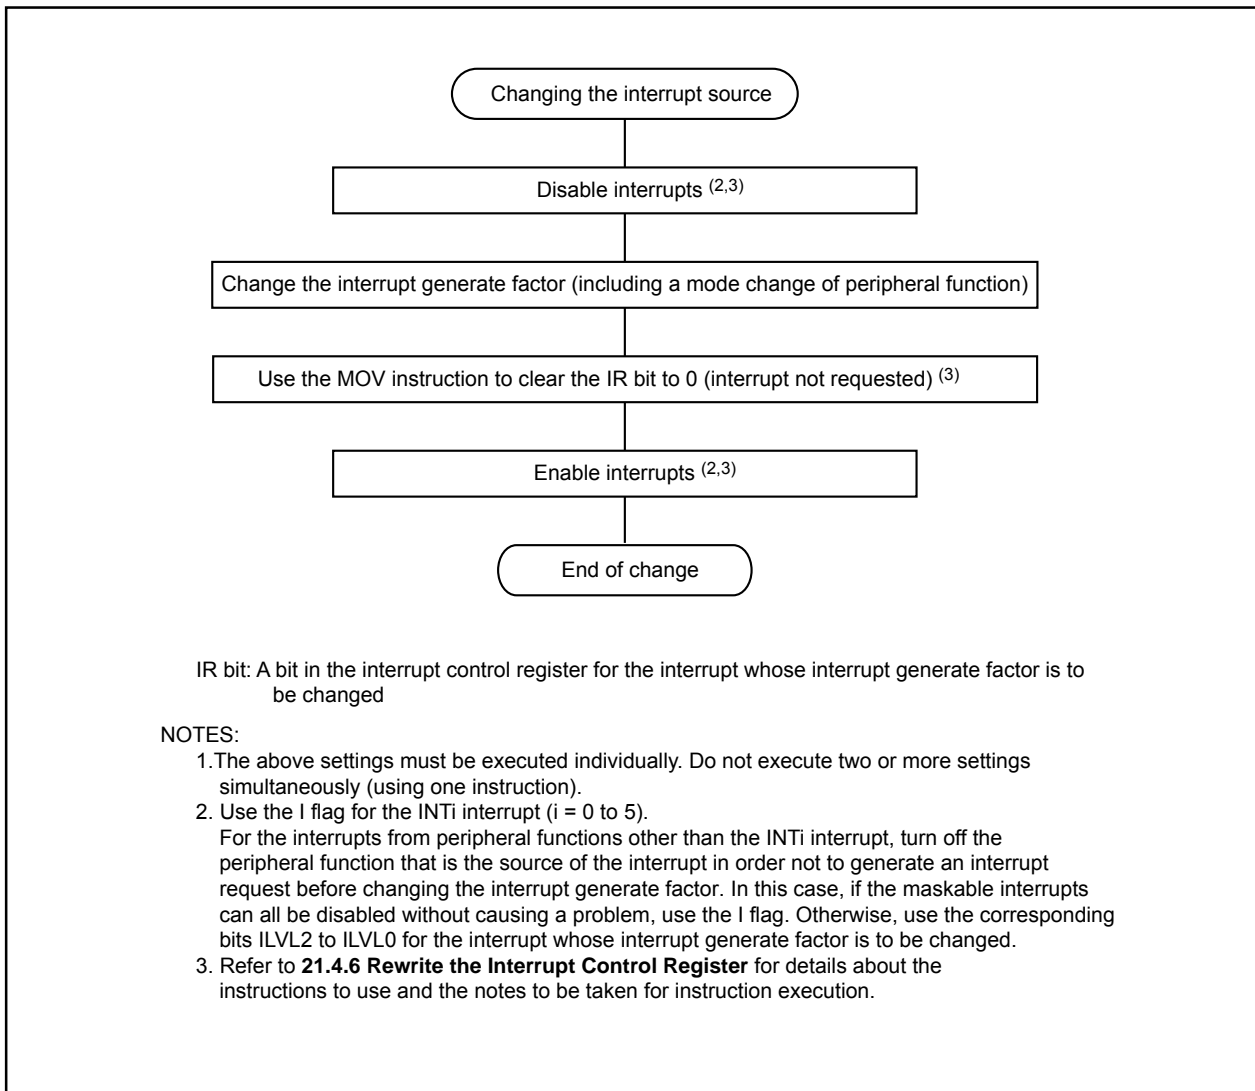 Changing the interrupt source
Disable interrupts (2,3)
Change the interrupt generate factor (including a mode change of peripheral function)
Use the MOV instruction to clear the IR bit to 0 (interrupt not requested) (3)
Enable interrupts (2,3)
End of change
IR bit: A bit in the interrupt control register for the interrupt whose interrupt generate factor is to
be changed
NOTES:
1.The above settings must be executed individually. Do not execute two or more settings
simultaneously (using one instruction).
2. Use the I flag for the INTi interrupt (i = 0 to 5).
For the interrupts from peripheral functions other than the INTi interrupt, turn off the
peripheral function that is the source of the interrupt in order not to generate an interrupt
request before changing the interrupt generate factor. In this case, if the maskable interrupts
can all be disabled without causing a problem, use the I flag. Otherwise, use the corresponding
bits ILVL2 to ILVL0 for the interrupt whose interrupt generate factor is to be changed.
3. Refer to 21.4.6 Rewrite the Interrupt Control Register for details about the
instructions to use and the notes to be taken for instruction execution.